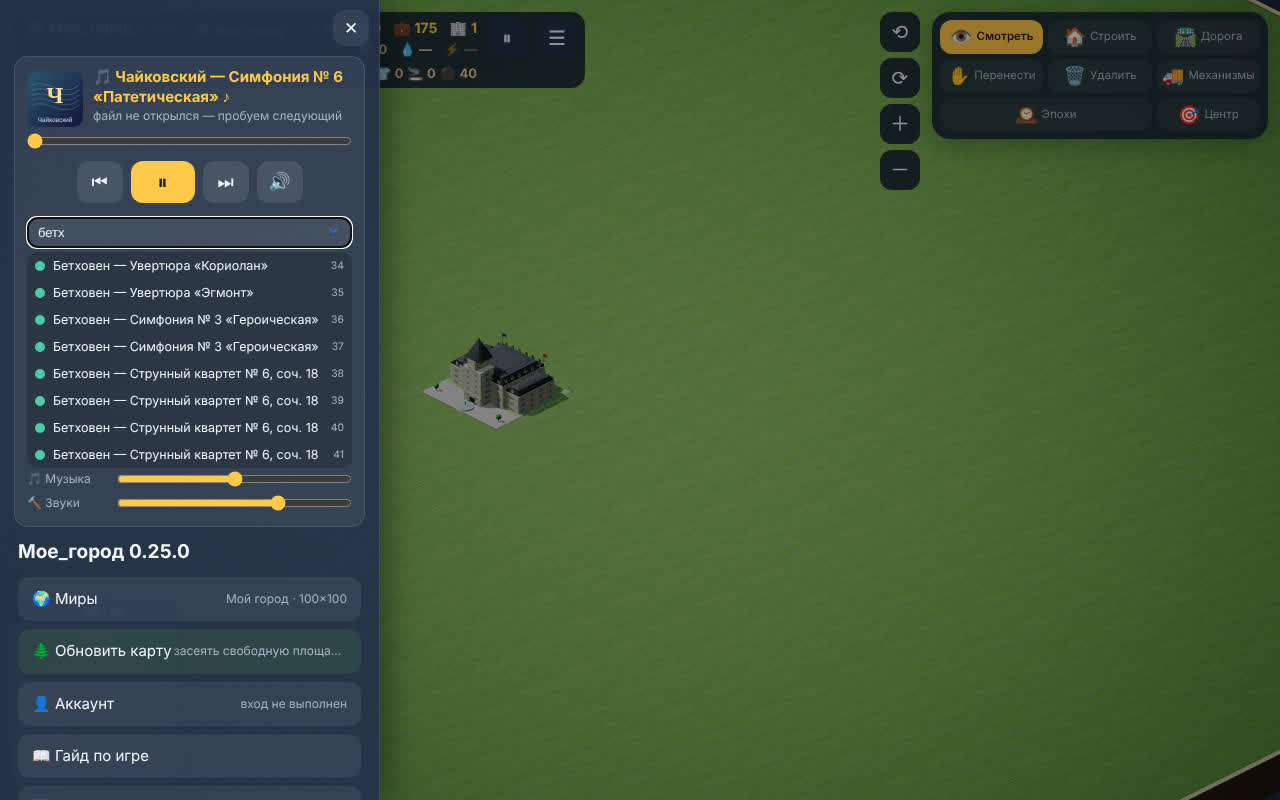 ✕
175
1
0
—
—
0
0
40
Ч
Чайковский
Чайковский — Симфония № 6
«Патетическая» ♪
файл не открылся — пробуем следующий
бетх
Бетховен — Увертюра «Кориолан» 34
Бетховен — Увертюра «Эгмонт» 35
Бетховен — Симфония № 3 «Героическая» 36
Бетховен — Симфония № 3 «Героическая» 37
Бетховен — Струнный квартет № 6, соч. 18 38
Бетховен — Струнный квартет № 6, соч. 18 39
Бетховен — Струнный квартет № 6, соч. 18 40
Бетховен — Струнный квартет № 6, соч. 18 41
Музыка
Звуки
Мое_город 0.25.0
Миры Мой город · 100×100
Обновить карту засеять свободную площа...
Аккаунт вход не выполнен
Гайд по игре
Смотреть Строить Дорога
Перенести Удалить Механизмы
Эпохи Центр